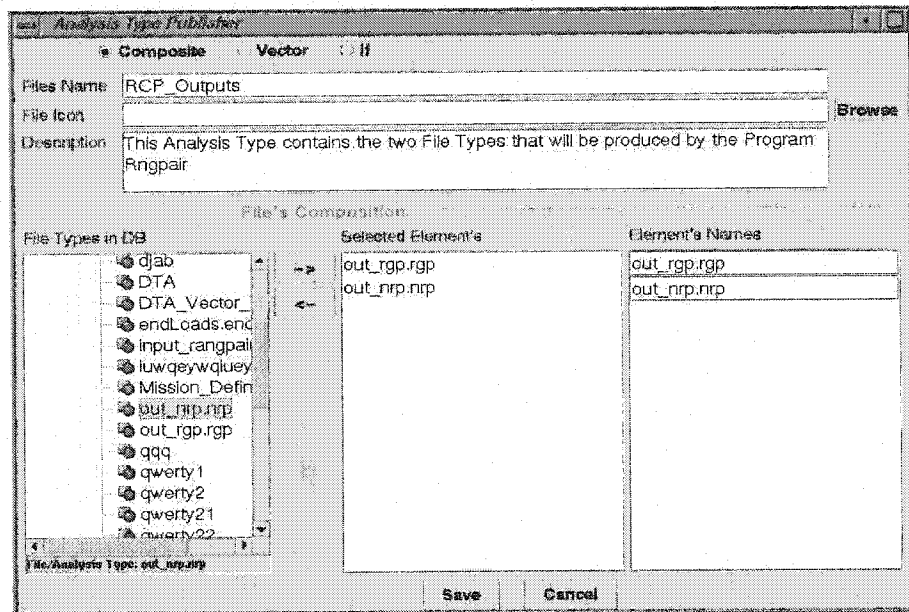 Analysis Type Publisher
Composite Vector If
Files Name RCP_Outputs
File Icon Browse
Description This Analysis Type contains the two File Types that will be produced by the Program
Rngpair
File's Composition
File Types in DB Selected Element's Element's Names
djab
DTA
DTA_Vector_
endLoads.end
input_rangpair
iuwqeywqiuey
Mission_Defin
out_nrp.nrp
out_rgp.rgp
qqq
qwerty1
qwerty2
qwerty21
qwerty22
File/Analysis Type: out_nrp.nrp
-> out_rgp.rgp out_rgp.rgp
<- out_nrp.nrp out_nrp.nrp
Save Cancel